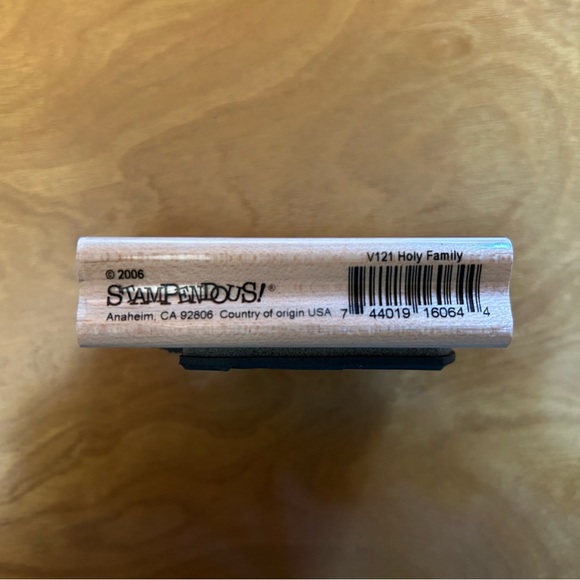 V121 Holy Family
© 2006
STAMPENDOUS!®
Anaheim, CA 92806 Country of origin USA
7 44019 16064 4